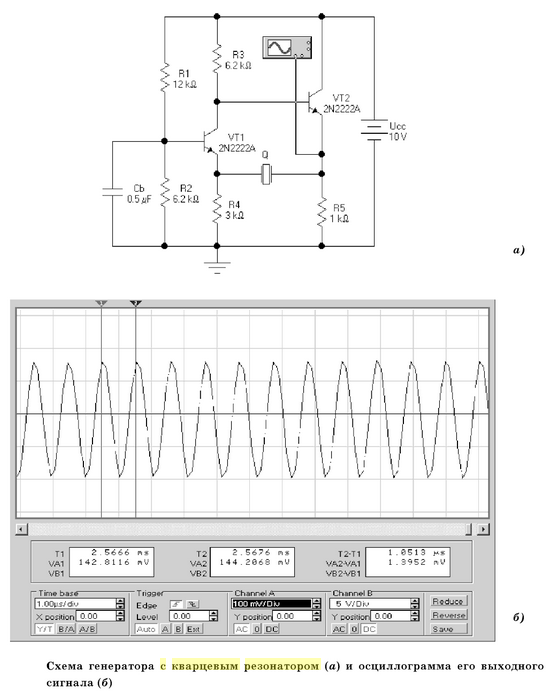 R1
12 kΩ
R3
6.2 kΩ
VT2
2N2222A
Ucc
10 V
VT1
2N2222A
Q
Cb
0.5 µF
R2
6.2 kΩ
R4
3 kΩ
R5
1 kΩ
а)
1 2
T1 2.5666 ms T2 2.5676 ms T2-T1 1.0513 µs
VA1 142.8116 mV VA2 144.2068 mV VA2-VA1 1.3952 mV
VB1 VB2 VB2-VB1
Time base Trigger Channel A Channel B
1.00µs/div Edge 100 mV/Div 5 V/Div Reduce
X position 0.00 Level 0.00 Y position 0.00 Y position 0.00 Reverse
Y/T B/A A/B Auto A B Ext AC 0 DC AC 0 DC Save
б)
Схема генератора с кварцевым резонатором (а) и осциллограмма его выходного
сигнала (б)